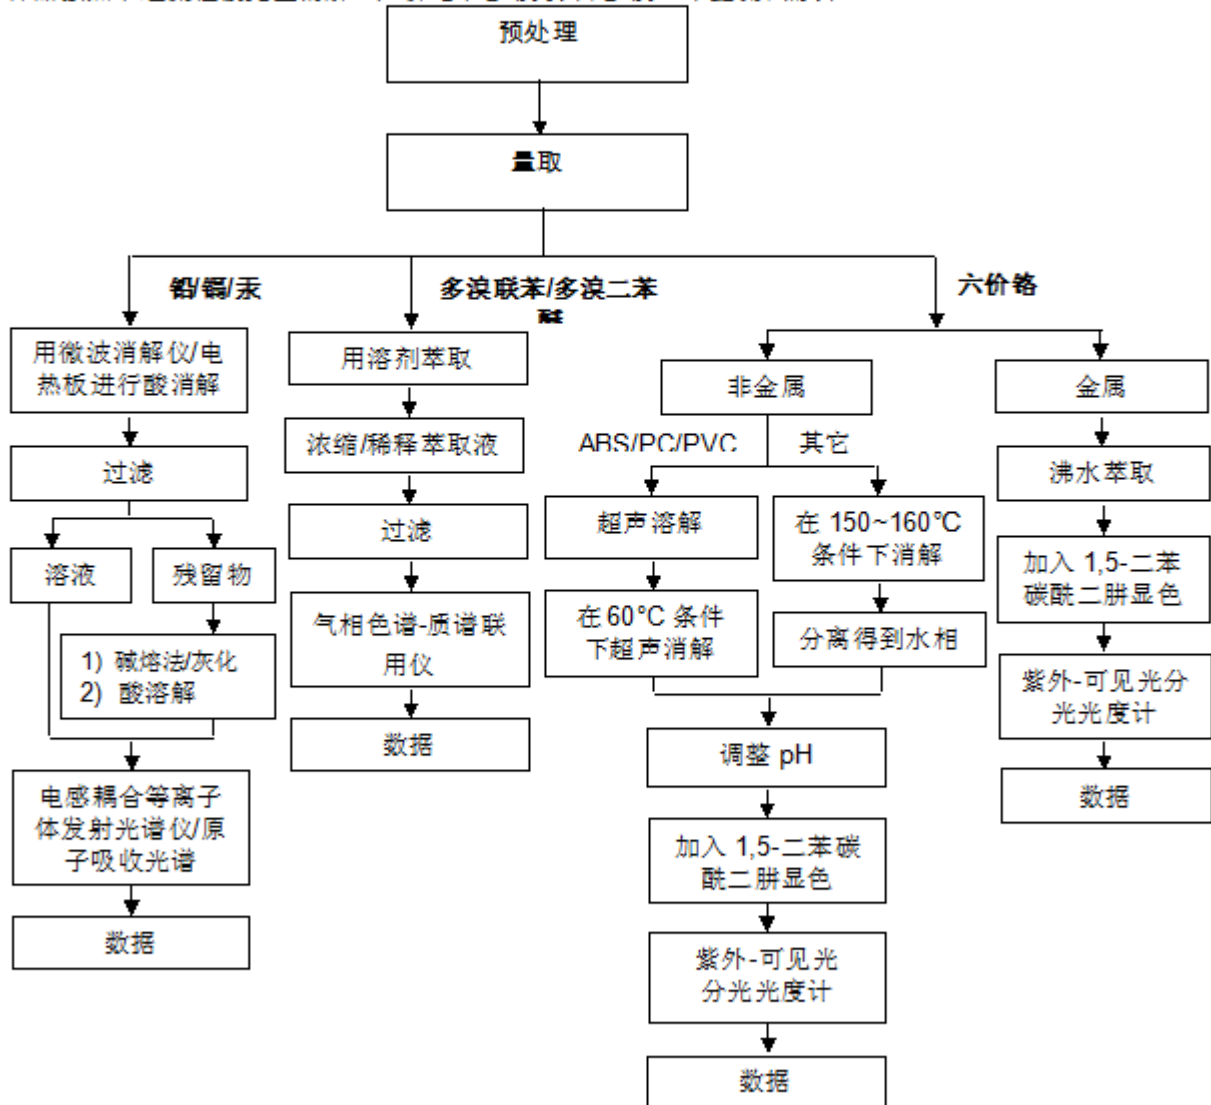 预处理
量取
铅/镉/汞
多溴联苯/多溴二苯
醚
六价铬
用微波消解仪/电
热板进行酸消解
用溶剂萃取
非金属
金属
浓缩/稀释萃取液
ABS/PC/PVC
其它
过滤
沸水萃取
过滤
超声溶解
在 150~160°C
条件下消解
溶液
残留物
加入 1,5-二苯
碳酰二肼显色
气相色谱-质谱联
用仪
在 60°C 条件
下超声消解
分离得到水相
1) 碱熔法/灰化
2) 酸溶解
紫外-可见光分
光光度计
数据
调整 pH
电感耦合等离子
体发射光谱仪/原
子吸收光谱
数据
加入 1,5-二苯碳
酰二肼显色
数据
紫外-可见光
分光光度计
数据